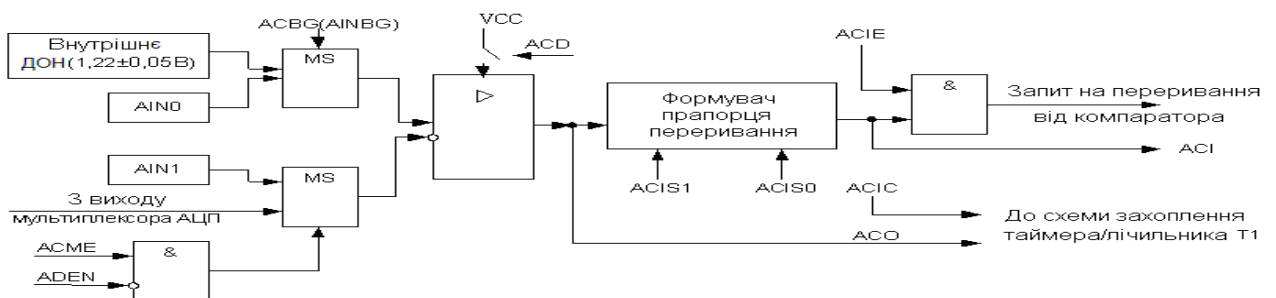 ACBG(AINBG)
VCC
Внутрішнє
ДОН(1,22±0,05В)
MS
ACD
ACIE
AIN0
▷
Формувач
прапорця
переривання
&
Запит на переривання
від компаратора
ACI
AIN1
MS
З виходу
мультиплексора АЦП
ACIS1
ACIS0
ACIC
До схеми захоплення
таймера/лічильника Т1
ACO
ACME
&
ADEN